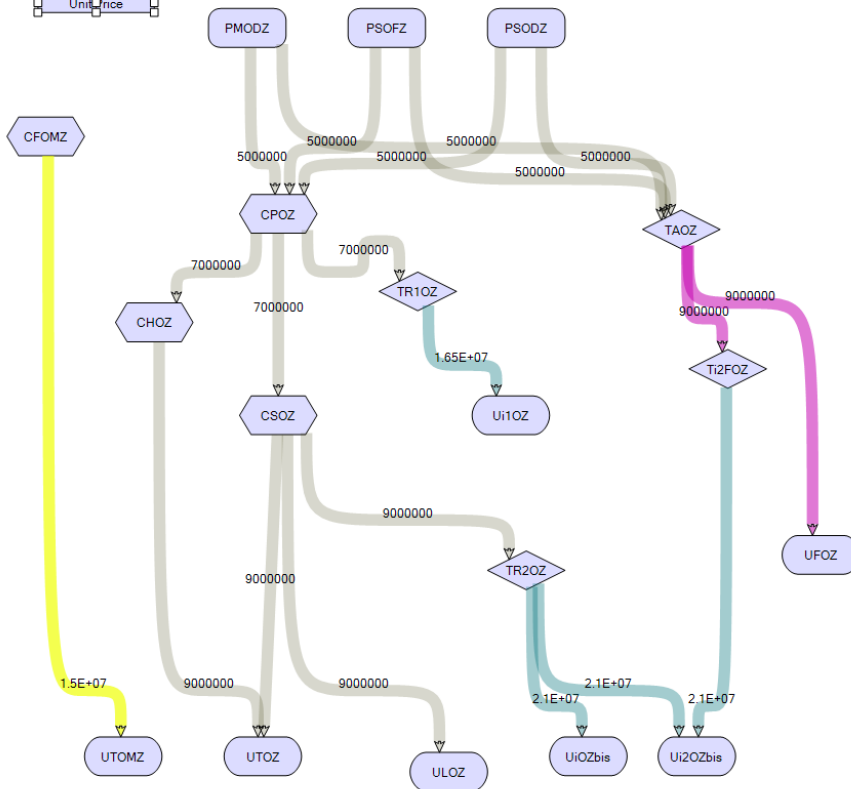 Unit Price
PMODZ
PSOFZ
PSODZ
CFOMZ
5000000
5000000
5000000
5000000
5000000
5000000
CPOZ
TAOZ
7000000
7000000
TR1OZ
9000000
9000000
7000000
CHOZ
1.65E+07
Ti2FOZ
CSOZ
Ui1OZ
9000000
UFOZ
TR2OZ
9000000
1.5E+07
9000000
9000000
2.1E+07
2.1E+07
2.1E+07
UTOMZ
UTOZ
ULOZ
UiOZbis
Ui2OZbis